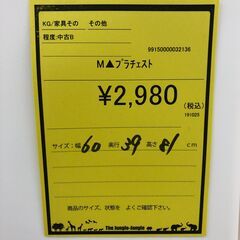 KG/家具その その他
程度:中古B
99150000032136
M▲プラチェスト
¥2,980
(税込)
191025
サイズ:幅 60 奥行 39 高さ 81 cm
商品のサイズ、状態を よくご確認下さい。
The Jungle-Jungle